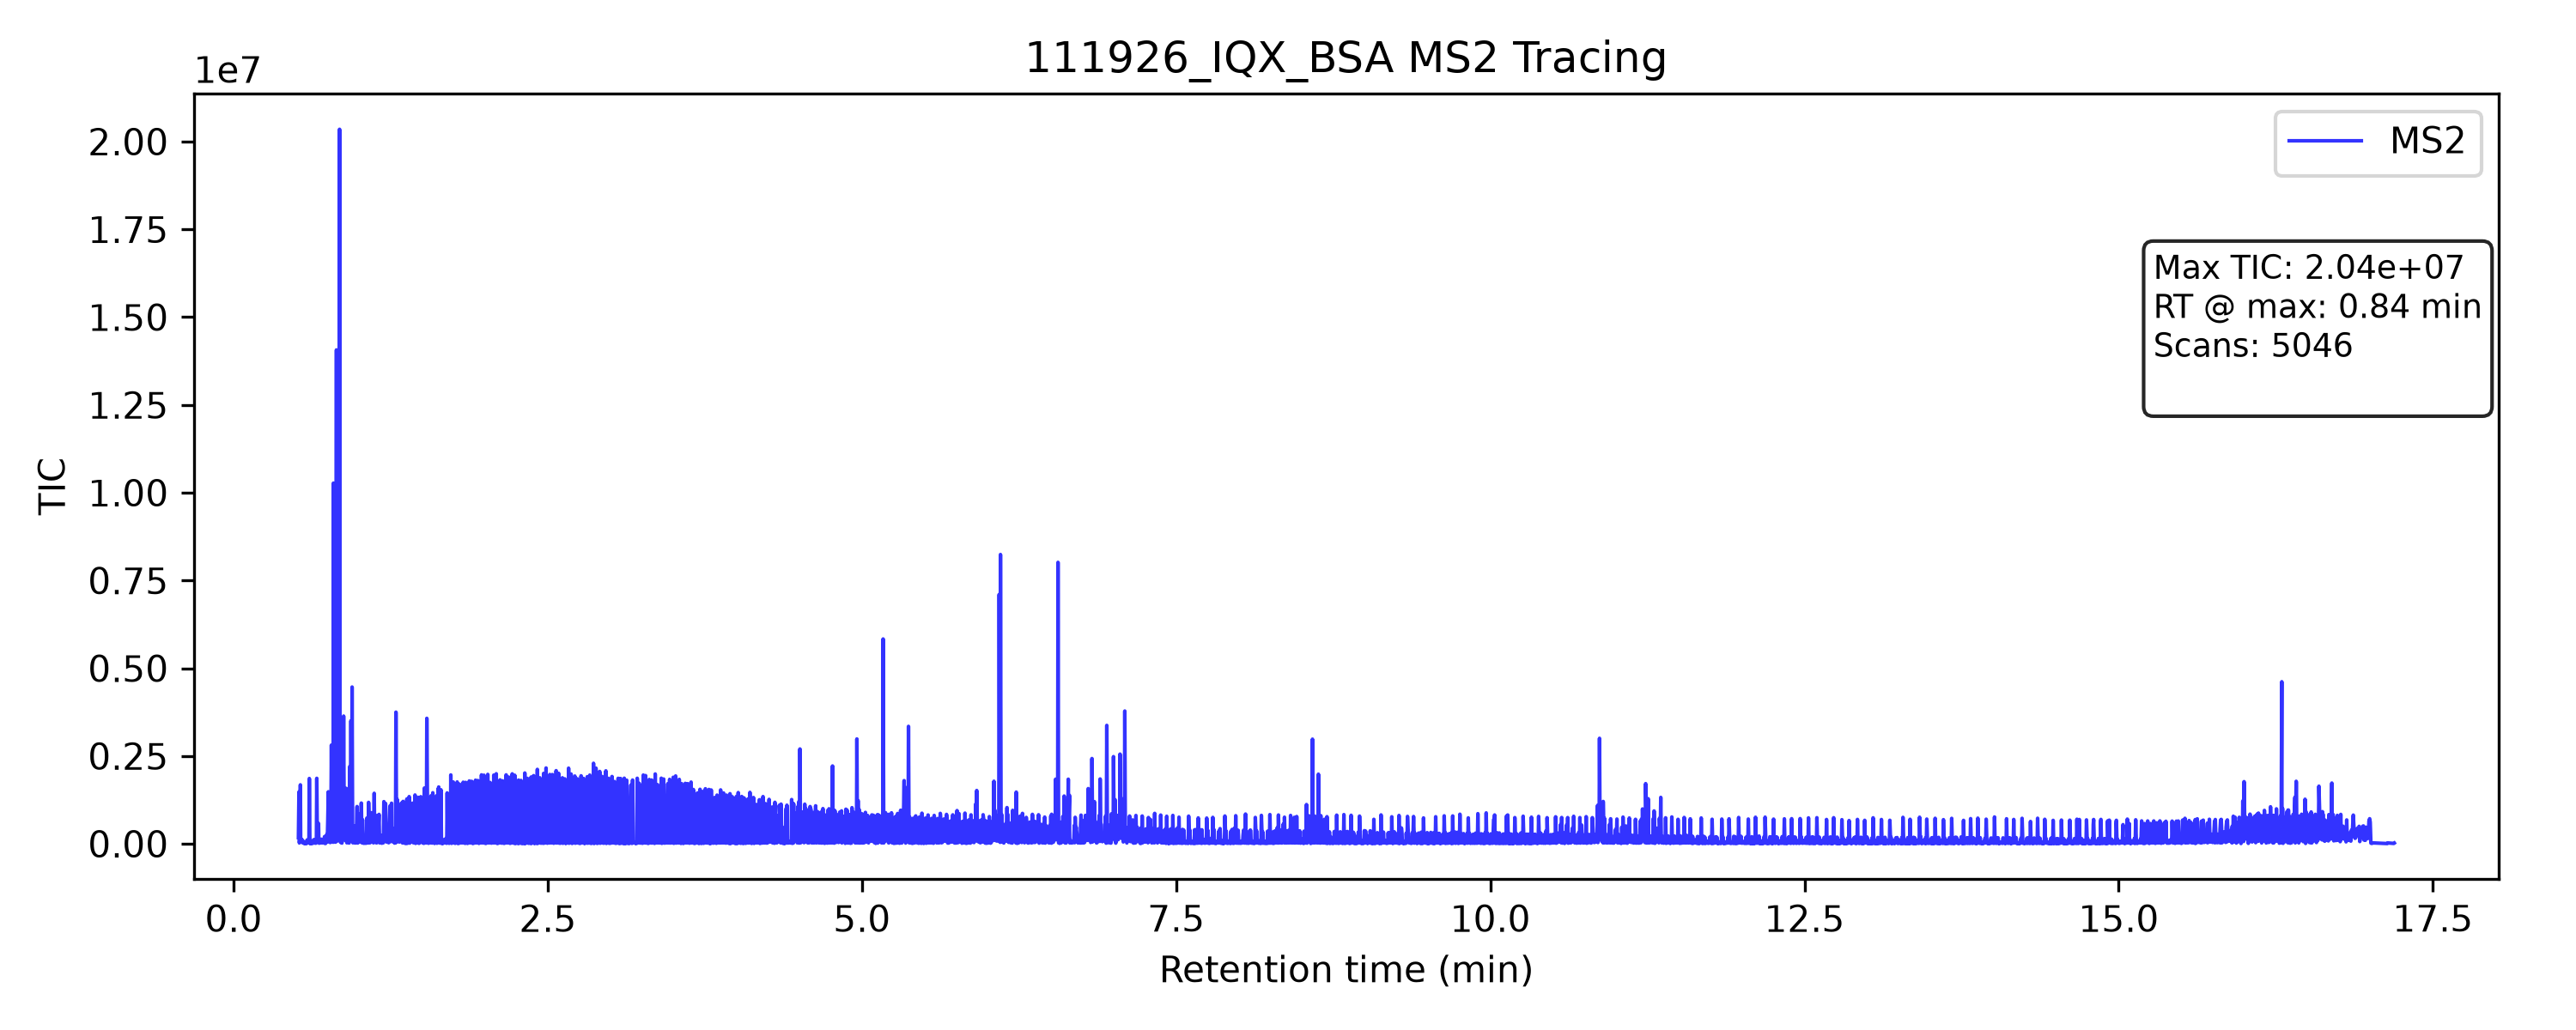 111926_IQX_BSA MS2 Tracing
1e7
2.00
1.75
1.50
1.25
1.00
0.75
0.50
0.25
0.00
TIC
MS2
Max TIC: 2.04e+07
RT @ max: 0.84 min
Scans: 5046
0.0 2.5 5.0 7.5 10.0 12.5 15.0 17.5
Retention time (min)